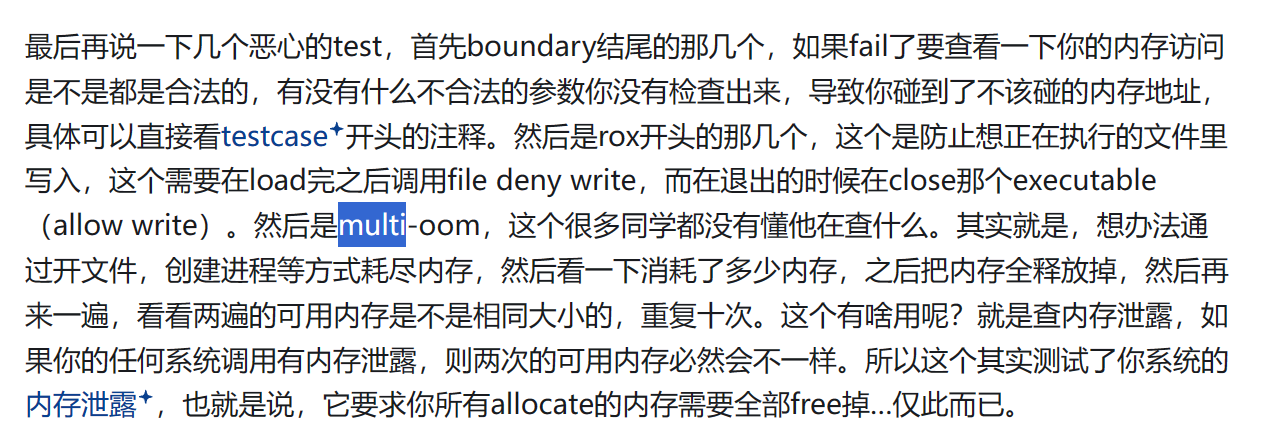 最后再说一下几个恶心的test，首先boundary结尾的那几个，如果fail了要查看一下你的内存访问
是不是都是合法的，有没有什么不合法的参数你没有检查出来，导致你碰到了不该碰的内存地址，
具体可以直接看testcase开头的注释。然后是rox开头的那几个，这个是防止想正在执行的文件里
写入，这个需要在load完之后调用file deny write，而在退出的时候在close那个executable
（allow write）。然后是multi-oom，这个很多同学都没有懂他在查什么。其实就是，想办法通
过开文件，创建进程等方式耗尽内存，然后看一下消耗了多少内存，之后把内存全释放掉，然后再
来一遍，看看两遍的可用内存是不是相同大小的，重复十次。这个有啥用呢？就是查内存泄露，如
果你的任何系统调用有内存泄露，则两次的可用内存必然会不一样。所以这个其实测试了你系统的
内存泄露，也就是说，它要求你所有allocate的内存需要全部free掉...仅此而已。